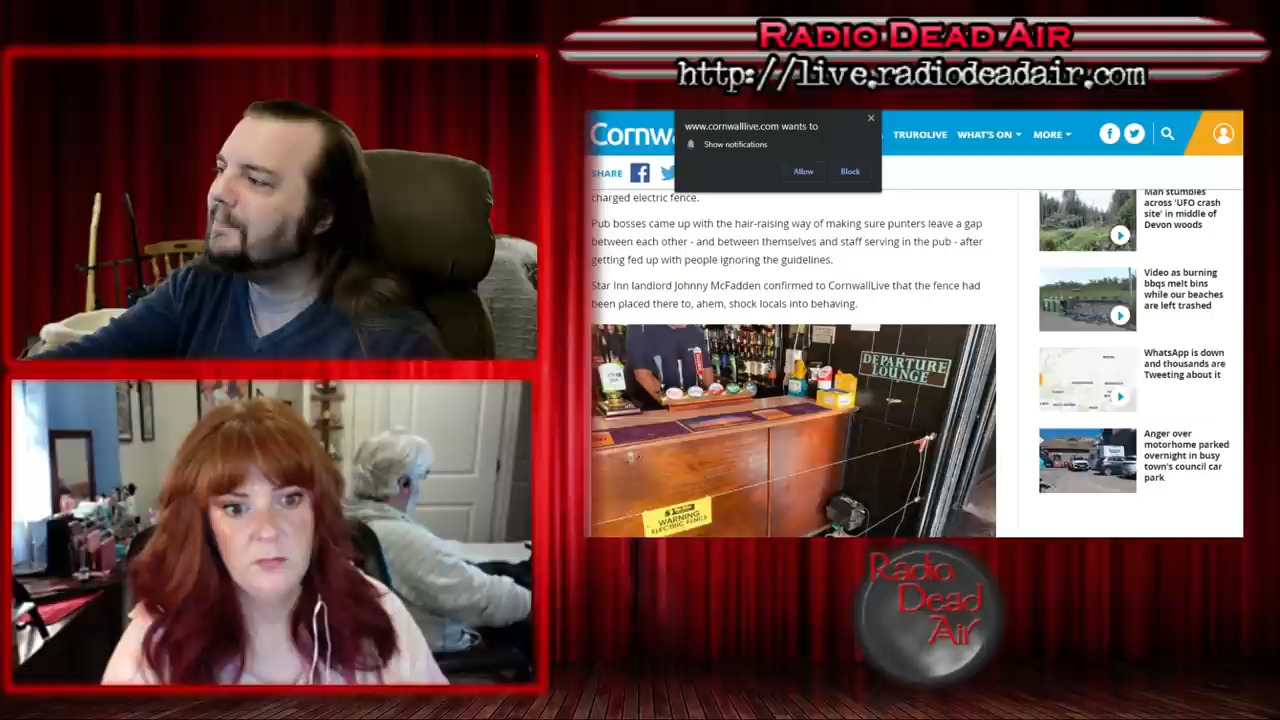 RADIO DEAD AIR
http://live.radiodeadair.com
Cornwa
www.cornwalllive.com wants to
Show notifications
Allow
Block
TRUROLIVE
WHAT'S ON
MORE
SHARE
charged electric fence.
Pub bosses came up with the hair-raising way of making sure punters leave a gap
between each other - and between themselves and staff serving in the pub - after
getting fed up with people ignoring the guidelines.
Star Inn landlord Johnny McFadden confirmed to CornwallLive that the fence had
been placed there to, ahem, shock locals into behaving.
DEPARTURE
LOUNGE
WARNING
ELECTRIC FENCE
Man stumbles
across 'UFO crash
site' in middle of
Devon woods
Video as burning
bbqs melt bins
while our beaches
are left trashed
WhatsApp is down
and thousands are
Tweeting about it
Anger over
motorhome parked
overnight in busy
town's council car
park
Radio
Dead
Air